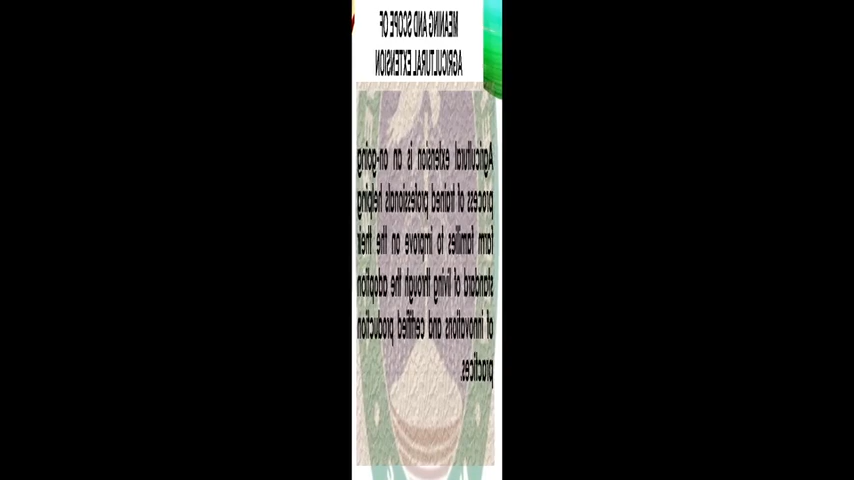 MEANING AND SCOPE OF
AGRICULTURAL EXTENSION
Agricultural extension is an on-going
process of trained professionals helping
farm families to improve on the their
standard of living through the adoption
of innovations and cetified production
practices.